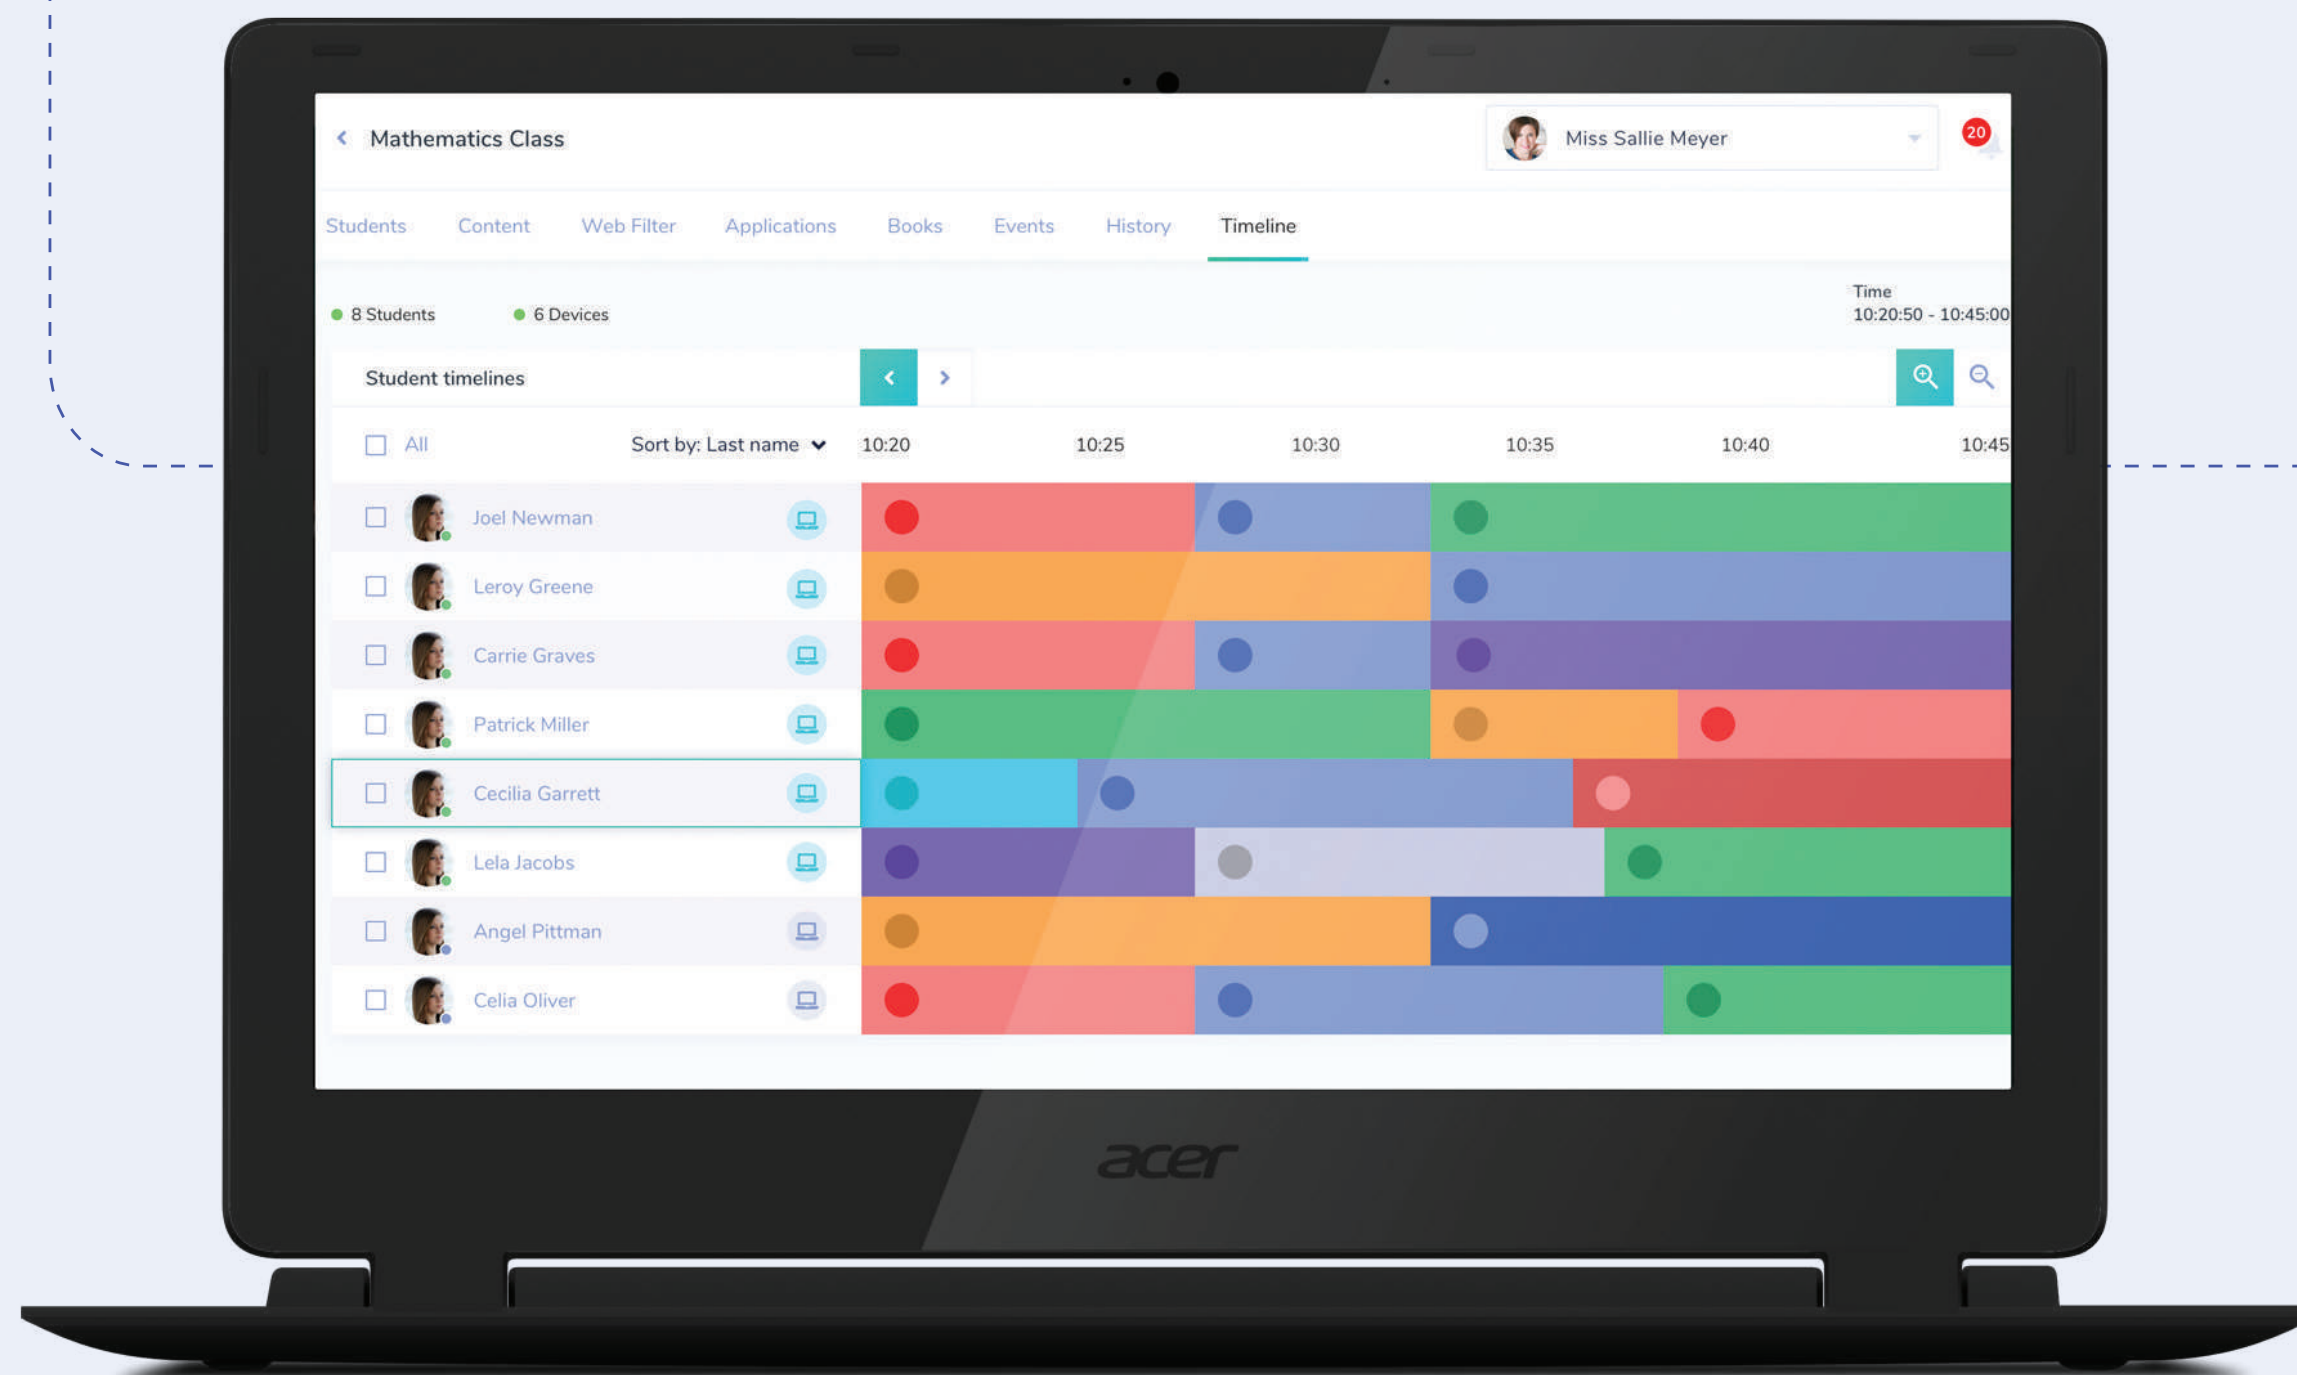 Mathematics Class
Miss Sallie Meyer
20
Students Content Web Filter Applications Books Events History Timeline
Time
8 Students 6 Devices 10:20:50 - 10:45:00
Student timelines
All Sort by: Last name 10:20 10:25 10:30 10:35 10:40 10:45
Joel Newman
Leroy Greene
Carrie Graves
Patrick Miller
Cecilia Garrett
Lela Jacobs
Angel Pittman
Celia Oliver
acer